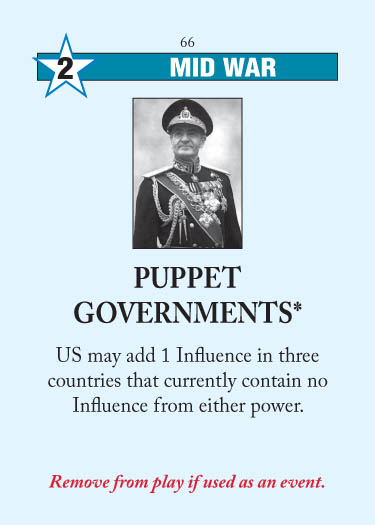 66
2
MID WAR
PUPPET
GOVERNMENTS*
US may add 1 Influence in three
countries that currently contain no
Influence from either power.
Remove from play if used as an event.